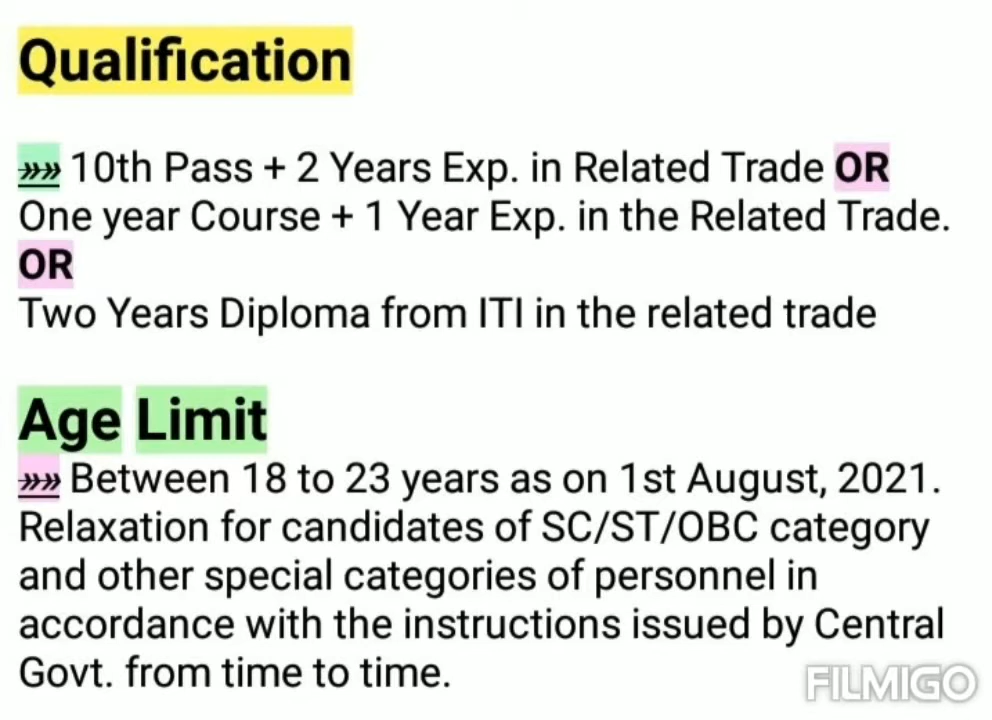 Qualification
»» 10th Pass + 2 Years Exp. in Related Trade OR
One year Course + 1 Year Exp. in the Related Trade.
OR
Two Years Diploma from ITI in the related trade
Age Limit
»» Between 18 to 23 years as on 1st August, 2021.
Relaxation for candidates of SC/ST/OBC category
and other special categories of personnel in
accordance with the instructions issued by Central
Govt. from time to time.
FILMIGO